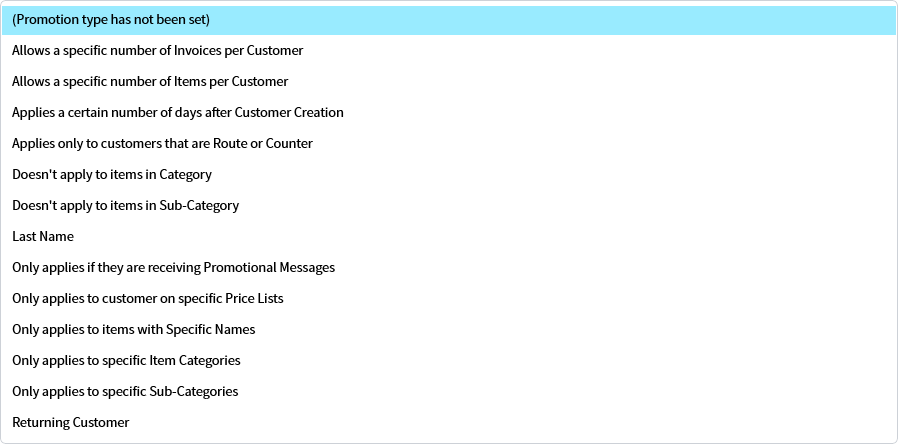 (Promotion type has not been set)
Allows a specific number of Invoices per Customer
Allows a specific number of Items per Customer
Applies a certain number of days after Customer Creation
Applies only to customers that are Route or Counter
Doesn't apply to items in Category
Doesn't apply to items in Sub-Category
Last Name
Only applies if they are receiving Promotional Messages
Only applies to customer on specific Price Lists
Only applies to items with Specific Names
Only applies to specific Item Categories
Only applies to specific Sub-Categories
Returning Customer